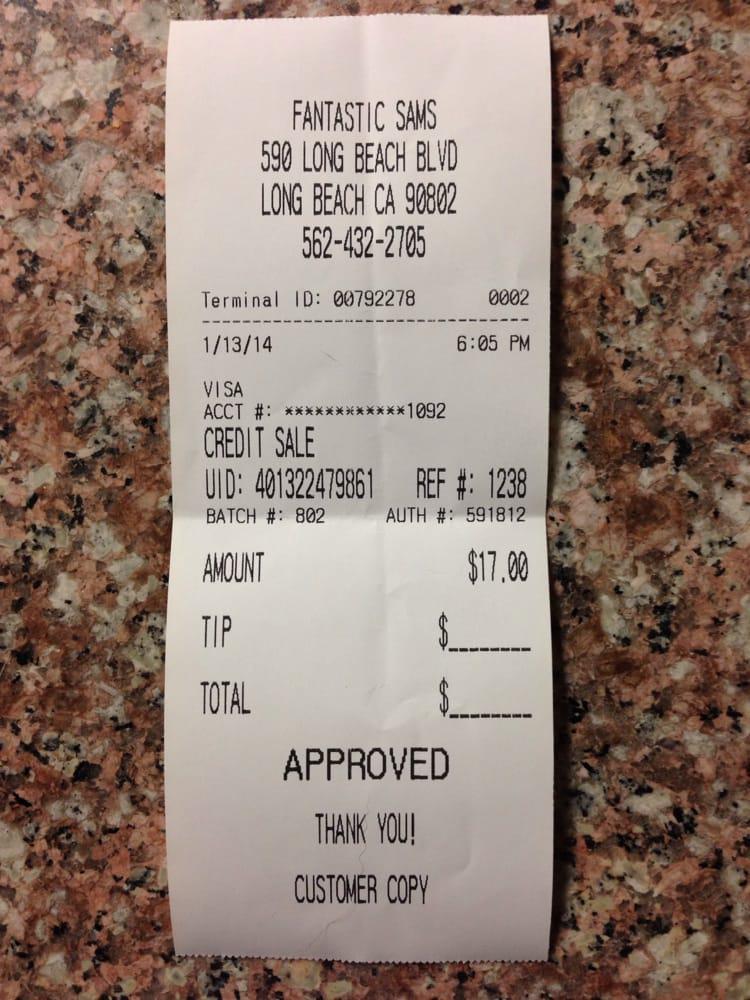 FANTASTIC SAMS
590 LONG BEACH BLVD
LONG BEACH CA 90802
562-432-2705
Terminal ID: 00792278 0002
--------------------------------
1/13/14 6:05 PM
VISA
ACCT #: ************1092
CREDIT SALE
UID: 401322479861 REF #: 1238
BATCH #: 802 AUTH #: 591812
AMOUNT $17.00
TIP $________
TOTAL $________
APPROVED
THANK YOU!
CUSTOMER COPY